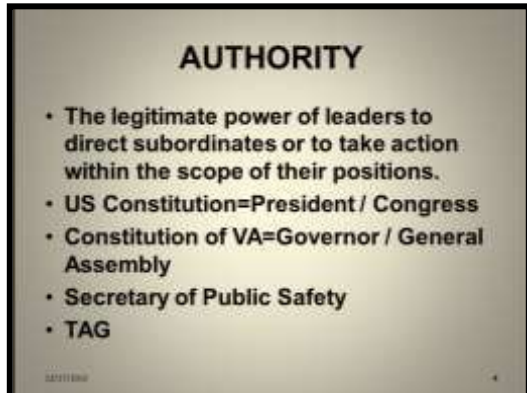 AUTHORITY
• The legitimate power of leaders to
direct subordinates or to take action
within the scope of their positions.
• US Constitution=President / Congress
• Constitution of VA=Governor / General
Assembly
• Secretary of Public Safety
• TAG